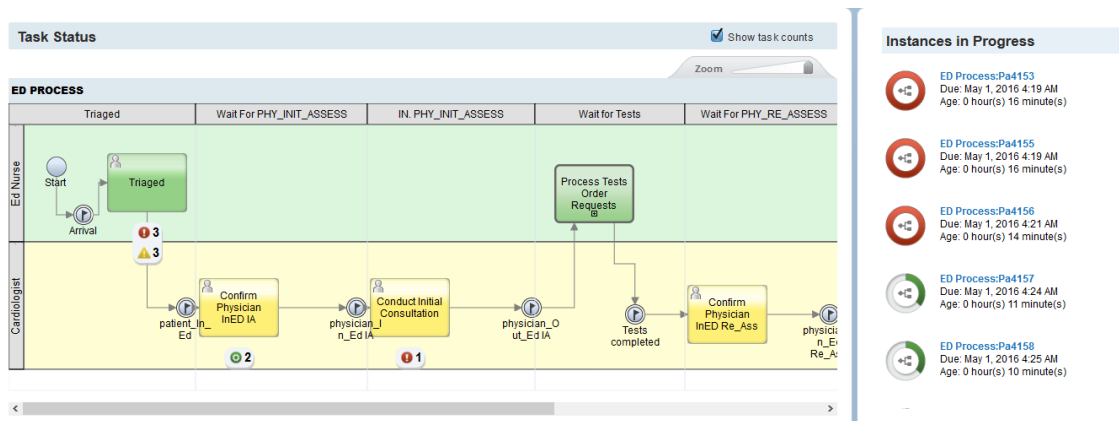 Task Status
Show task counts
Zoom
ED PROCESS
Triaged
Wait For PHY_INIT_ASSESS
IN. PHY_INIT_ASSESS
Wait for Tests
Wait For PHY_RE_ASSESS
Ed Nurse
Start
Arrival
Triaged
3
3
Process Tests
Order
Requests
Cardiologist
patient_In_
Ed
Confirm
Physician
InED IA
2
physician_I
n_Ed IA
Conduct Initial
Consultation
1
physician_O
ut_Ed IA
Tests
completed
Confirm
Physician
InED Re_Ass
physicia
n_E
Re_A
Instances in Progress
ED Process:Pa4153
Due: May 1, 2016 4:19 AM
Age: 0 hour(s) 16 minute(s)
ED Process:Pa4155
Due: May 1, 2016 4:19 AM
Age: 0 hour(s) 16 minute(s)
ED Process:Pa4156
Due: May 1, 2016 4:21 AM
Age: 0 hour(s) 14 minute(s)
ED Process:Pa4157
Due: May 1, 2016 4:24 AM
Age: 0 hour(s) 11 minute(s)
ED Process:Pa4158
Due: May 1, 2016 4:25 AM
Age: 0 hour(s) 10 minute(s)